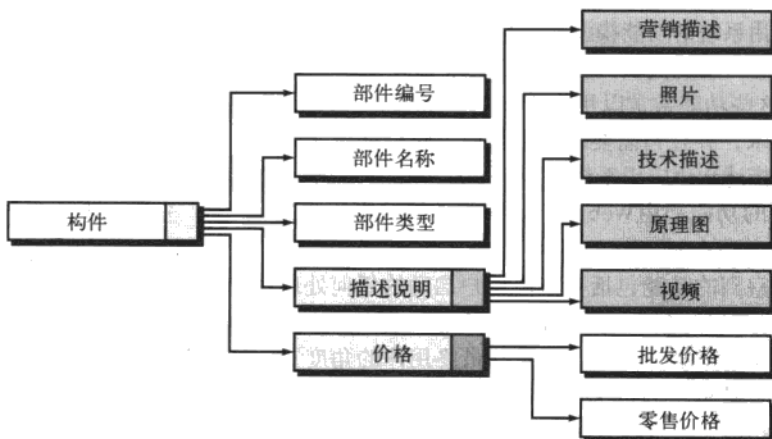 构件
部件编号
部件名称
部件类型
描述说明
价格
营销描述
照片
技术描述
原理图
视频
批发价格
零售价格